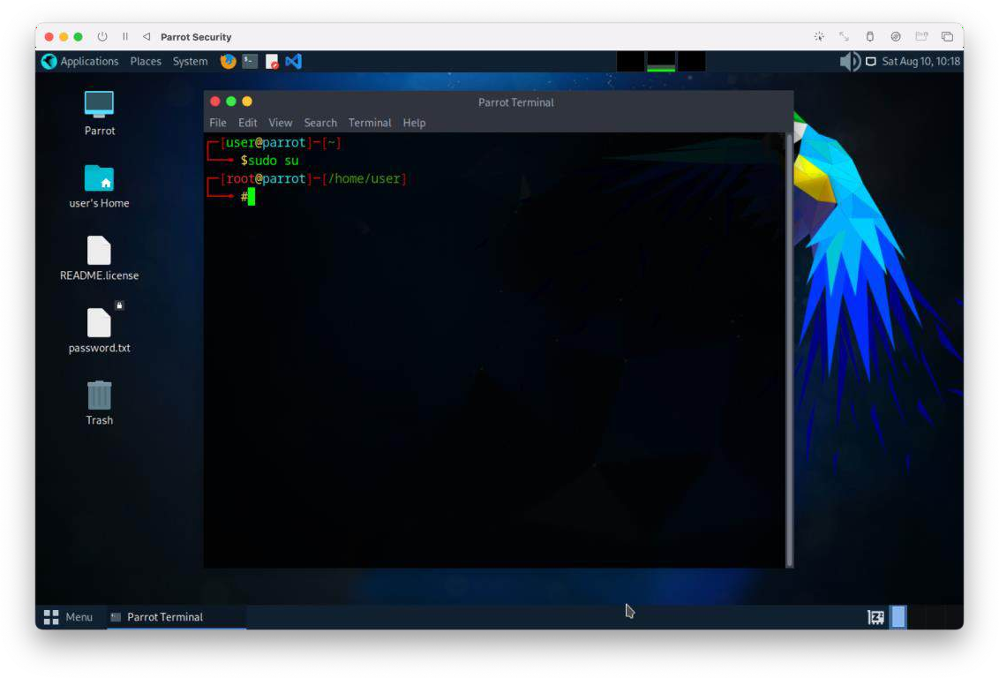 Parrot Security
Applications Places System
Sat Aug 10, 10:18
Parrot
user's Home
README.license
password.txt
Trash
Parrot Terminal
File Edit View Search Terminal Help
┌─[user@parrot]─[~]
└──╼ $sudo su
┌─[root@parrot]─[/home/user]
└──╼ #
Menu Parrot Terminal